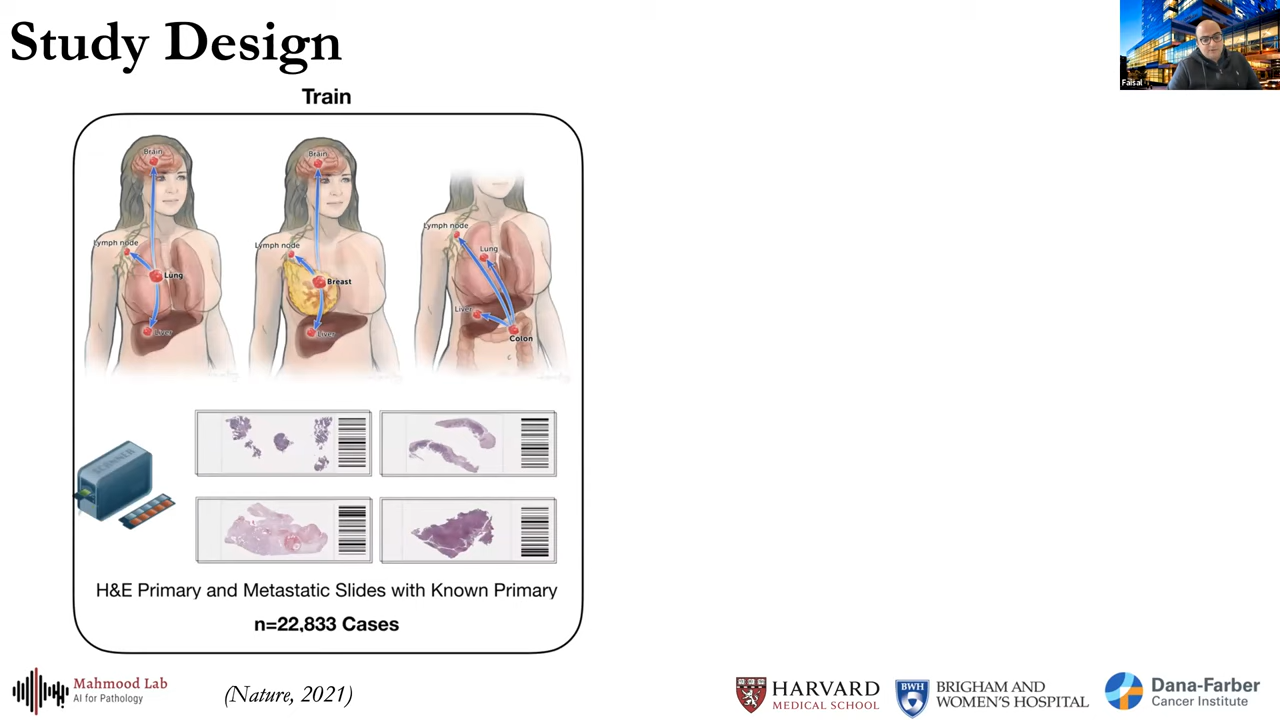 Study Design
Faisal
Train
Brain
Lymph node
Lung
Liver
Brain
Lymph node
Breast
Liver
Lymph node
Lung
Liver
Colon
SCANNER
H&E Primary and Metastatic Slides with Known Primary
n=22,833 Cases
Mahmood Lab
AI for Pathology
(Nature, 2021)
HARVARD
MEDICAL SCHOOL
BWH
BRIGHAM AND
WOMEN'S HOSPITAL
Dana-Farber
Cancer Institute